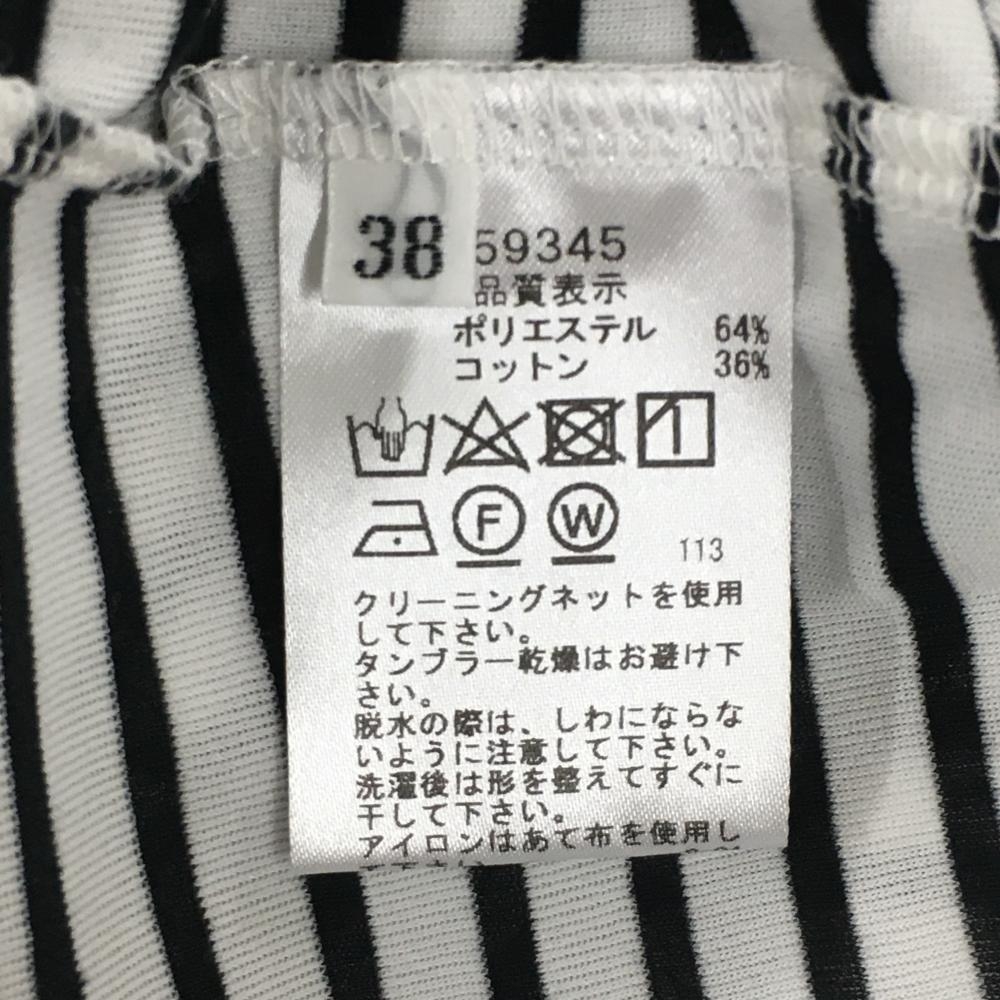 38
59345
品質表示
ポリエステル 64%
コットン 36%
F W
113
クリーニングネットを使用
して下さい。
タンブラー乾燥はお避け下
さい。
脱水の際は、しわにならな
いように注意して下さい。
洗濯後は形を整えてすぐに
干して下さい。
アイロンはあて布を使用し